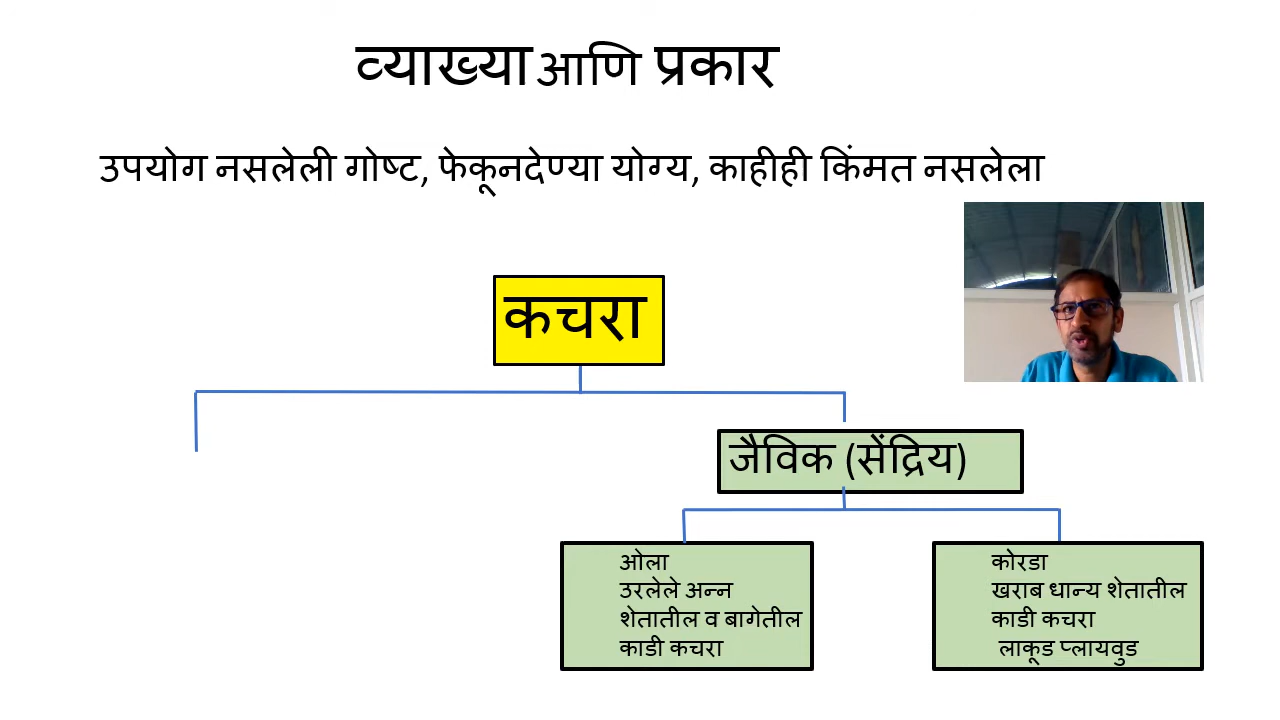 व्याख्या आणि प्रकार
उपयोग नसलेली गोष्ट, फेकूनदेण्या योग्य, काहीही किंमत नसलेला
कचरा
जैविक (सेंद्रिय)
ओला
उरलेले अन्न
शेतातील व बागेतील
काडी कचरा
कोरडा
खराब धान्य शेतातील
काडी कचरा
लाकूड प्लायवुड